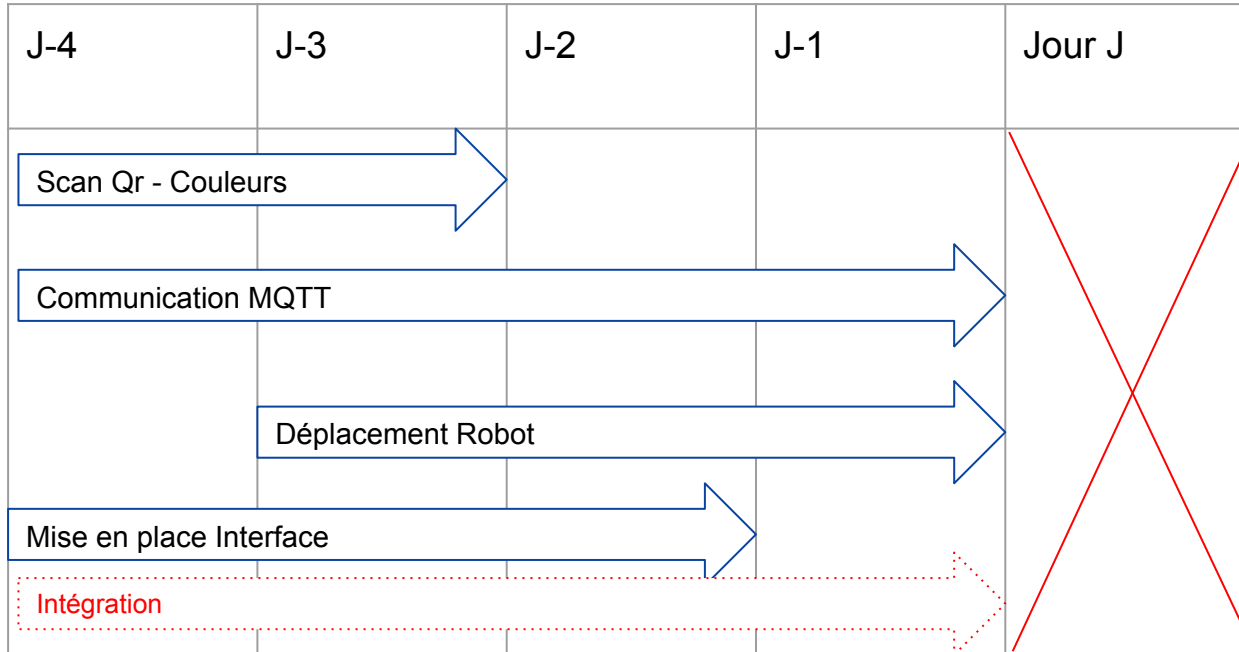 J-4
J-3
J-2
J-1
Jour J
Scan Qr - Couleurs
Communication MQTT
Déplacement Robot
Mise en place Interface
Intégration